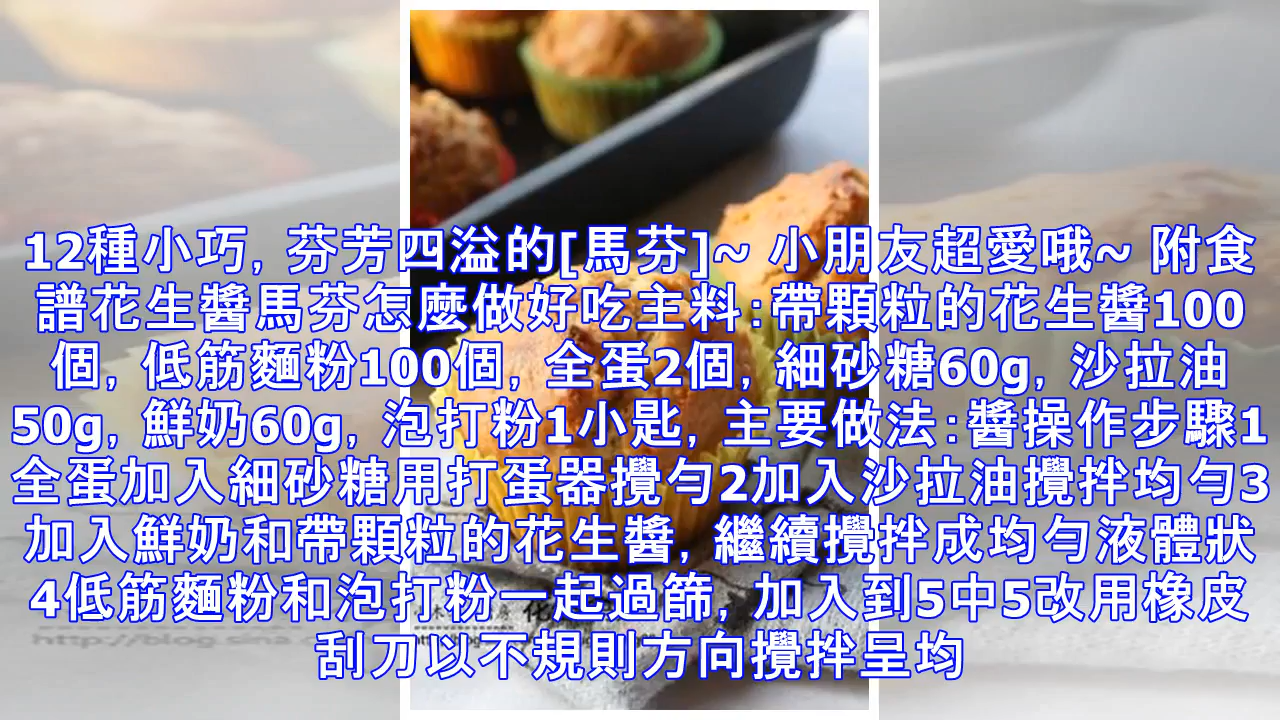 12種小巧, 芬芳四溢的[馬芬]~ 小朋友超愛哦~ 附食
譜花生醬馬芬怎麼做好吃主料:帶顆粒的花生醬100
個, 低筋麵粉100個, 全蛋2個, 細砂糖60g, 沙拉油
50g, 鮮奶60g, 泡打粉1小匙, 主要做法:醬操作步驟1
全蛋加入細砂糖用打蛋器攪勻2加入沙拉油攪拌均勻3
加入鮮奶和帶顆粒的花生醬, 繼續攪拌成均勻液體狀
4低筋麵粉和泡打粉一起過篩, 加入到5中5改用橡皮
刮刀以不規則方向攪拌呈均
http://blog.sina